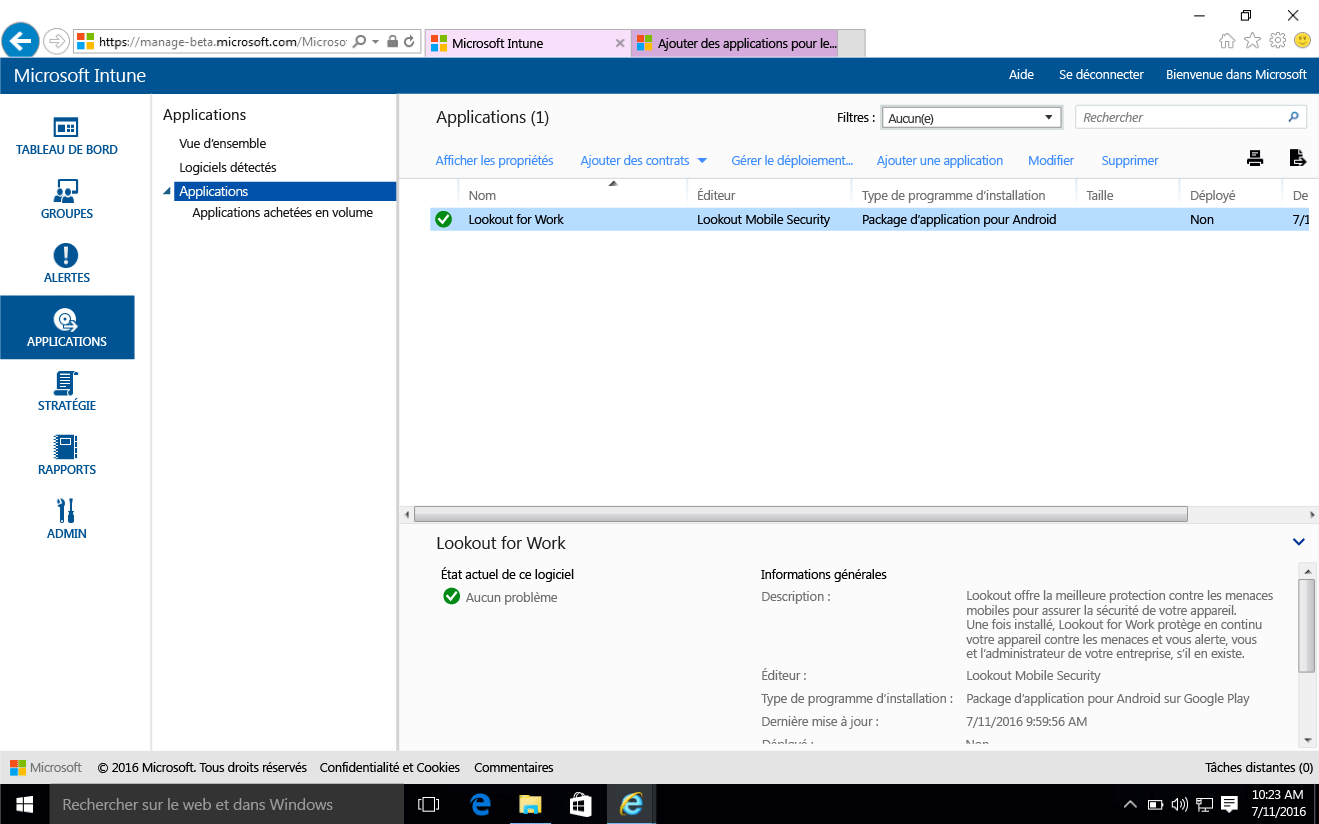 https://manage-beta.microsoft.com/Microso
Microsoft Intune
Ajouter des applications pour le...
Microsoft Intune
Aide
Se déconnecter
Bienvenue dans Microsoft
TABLEAU DE BORD
GROUPES
ALERTES
APPLICATIONS
STRATÉGIE
RAPPORTS
ADMIN
Applications
Vue d'ensemble
Logiciels détectés
Applications
Applications achetées en volume
Applications (1)
Filtres :
Aucun(e)
Rechercher
Afficher les propriétés
Ajouter des contrats
Gérer le déploiement...
Ajouter une application
Modifier
Supprimer
Nom
Éditeur
Type de programme d'installation
Taille
Déployé
De
Lookout for Work
Lookout Mobile Security
Package d'application pour Android
Non
7/1
Lookout for Work
État actuel de ce logiciel
Aucun problème
Informations générales
Description :
Lookout offre la meilleure protection contre les menaces
mobiles pour assurer la sécurité de votre appareil.
Une fois installé, Lookout for Work protège en continu
votre appareil contre les menaces et vous alerte, vous
et l'administrateur de votre entreprise, s'il en existe.
Éditeur :
Lookout Mobile Security
Type de programme d'installation :
Package d'application pour Android sur Google Play
Dernière mise à jour :
7/11/2016 9:59:56 AM
Déployé :
Non
Microsoft
© 2016 Microsoft. Tous droits réservés
Confidentialité et Cookies
Commentaires
Tâches distantes (0)
Rechercher sur le web et dans Windows
10:23 AM
7/11/2016